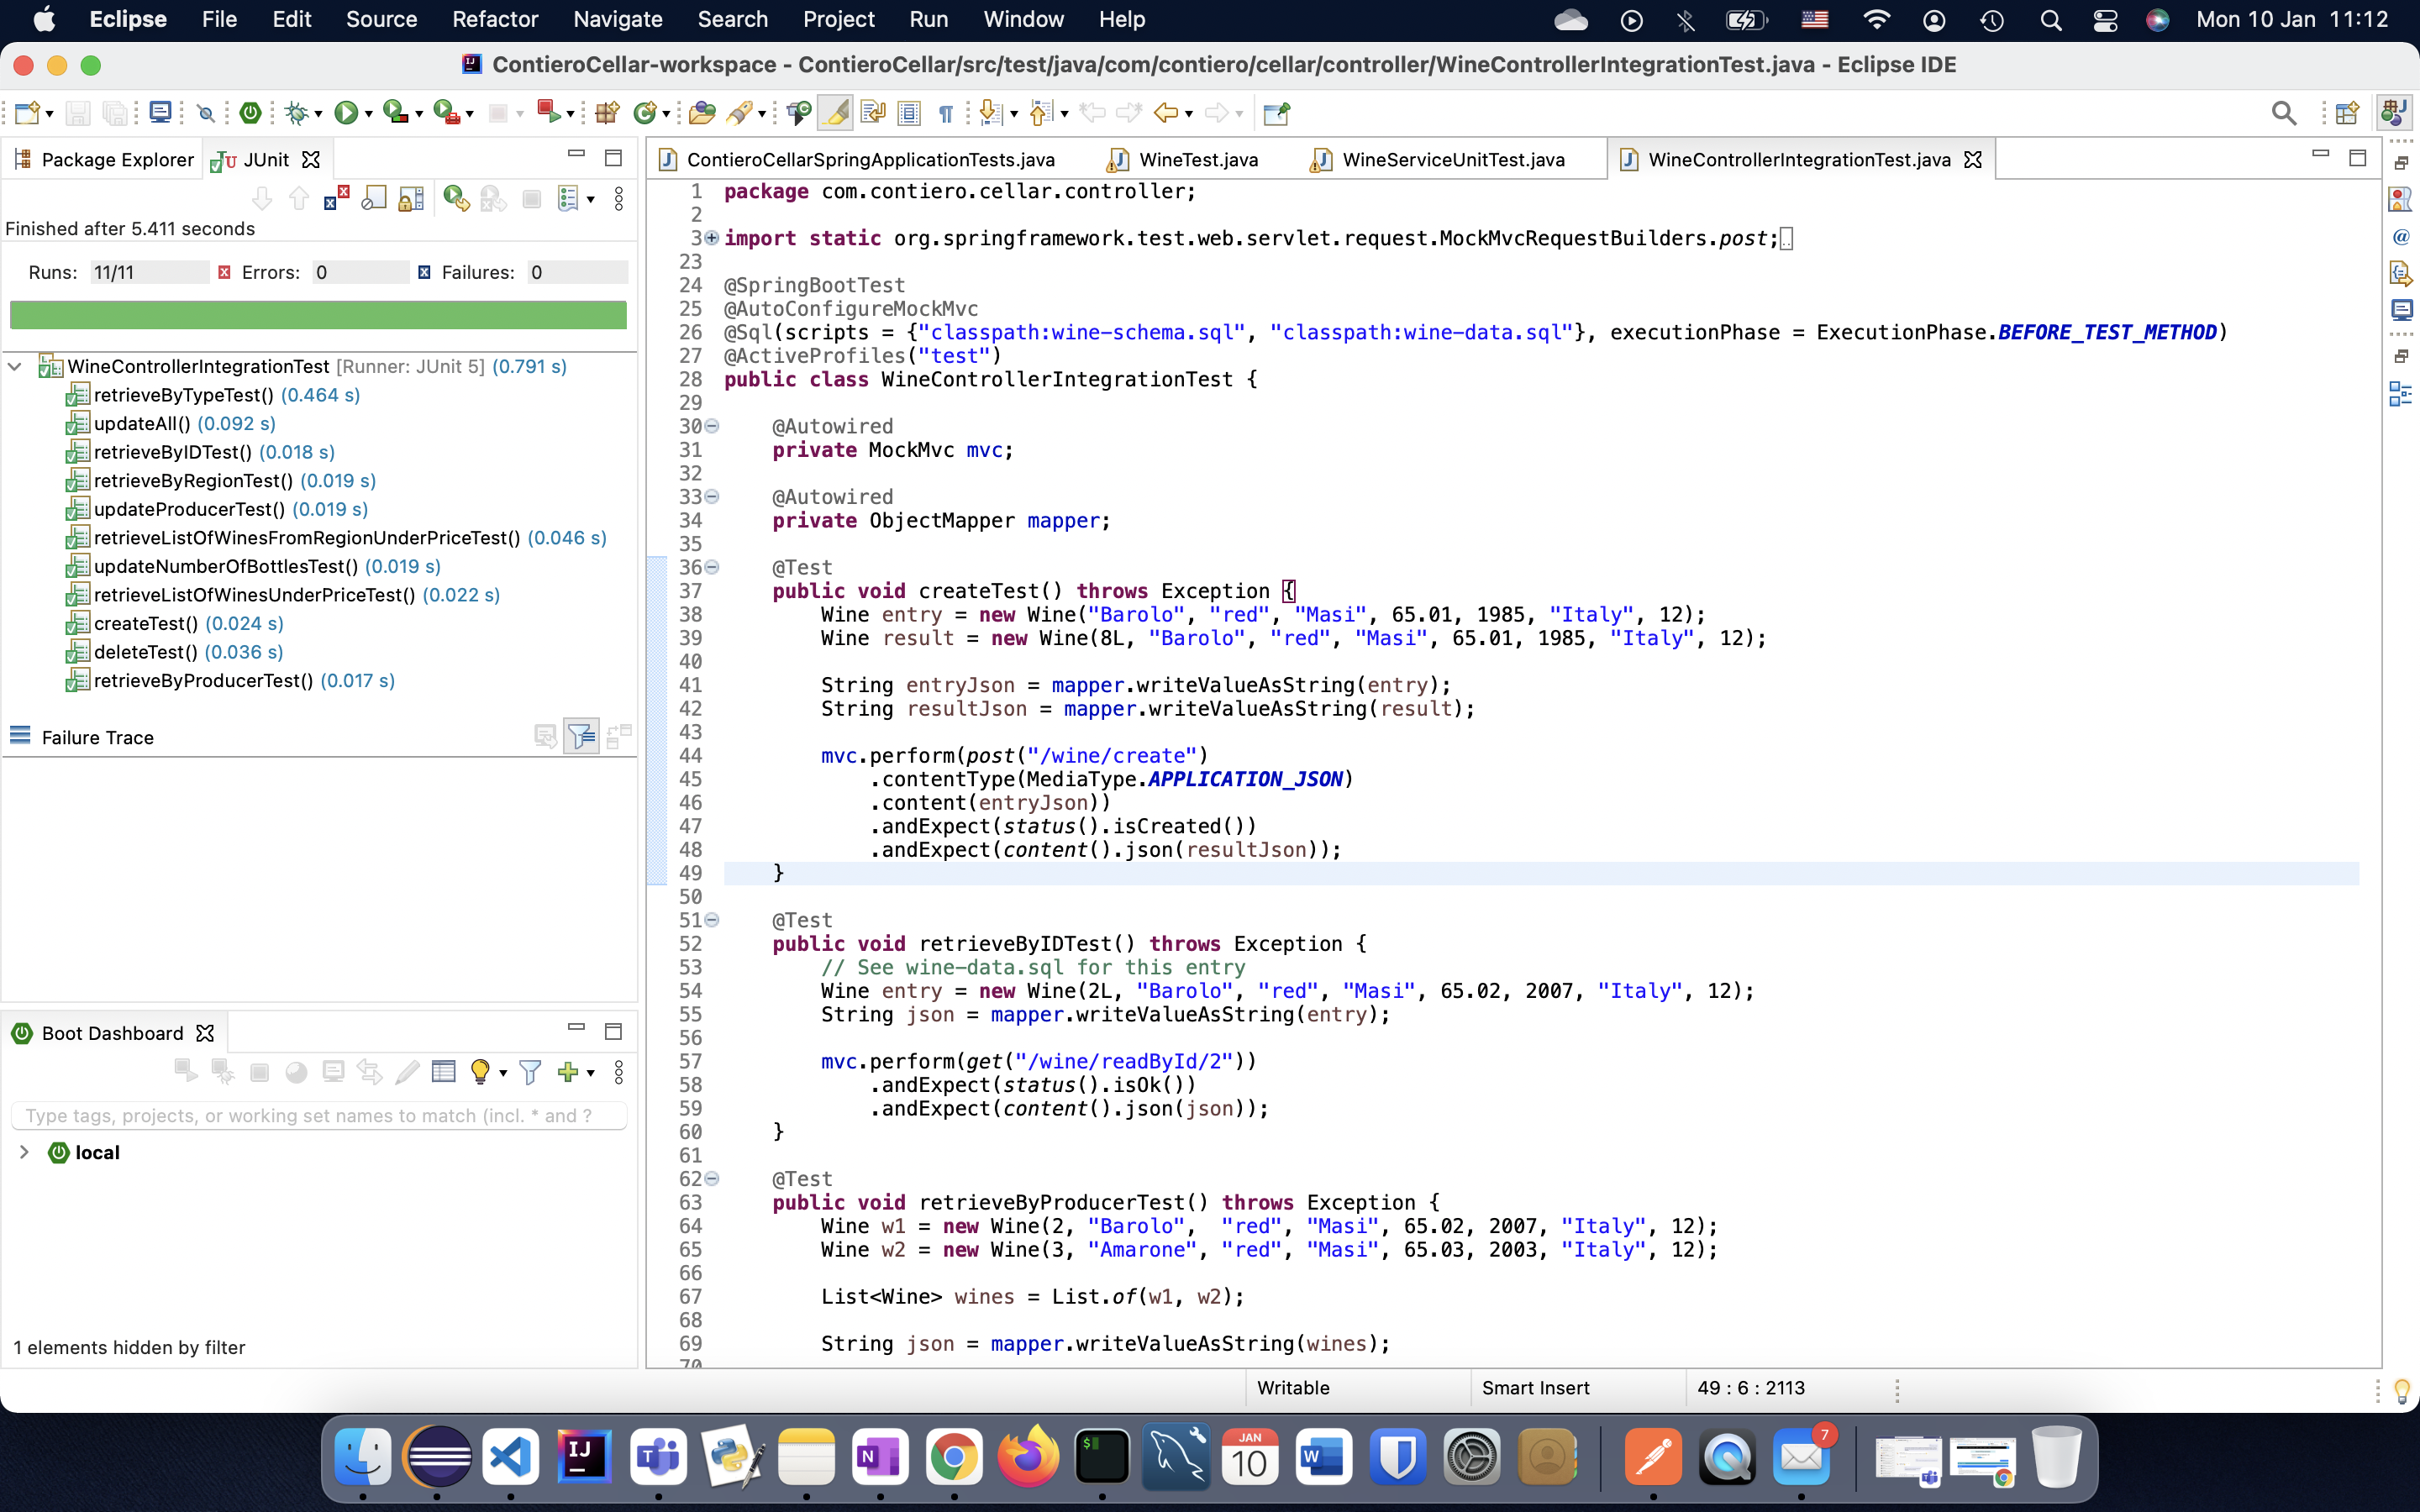 Eclipse File Edit Source Refactor Navigate Search Project Run Window Help Mon 10 Jan 11:12
ContieroCellar-workspace - ContieroCellar/src/test/java/com/contiero/cellar/controller/WineControllerIntegrationTest.java - Eclipse IDE
Package Explorer JUnit
Finished after 5.411 seconds
Runs: 11/11 Errors: 0 Failures: 0
WineControllerIntegrationTest [Runner: JUnit 5] (0.791 s)
retrieveByTypeTest() (0.464 s)
updateAll() (0.092 s)
retrieveByIDTest() (0.018 s)
retrieveByRegionTest() (0.019 s)
updateProducerTest() (0.019 s)
retrieveListOfWinesFromRegionUnderPriceTest() (0.046 s)
updateNumberOfBottlesTest() (0.019 s)
retrieveListOfWinesUnderPriceTest() (0.022 s)
createTest() (0.024 s)
deleteTest() (0.036 s)
retrieveByProducerTest() (0.017 s)
Failure Trace
Boot Dashboard
Type tags, projects, or working set names to match (incl. * and ?
local
1 elements hidden by filter
ContieroCellarSpringApplicationTests.java WineTest.java WineServiceUnitTest.java WineControllerIntegrationTest.java
1 package com.contiero.cellar.controller;
2
3 import static org.springframework.test.web.servlet.request.MockMvcRequestBuilders.post;
23
24 @SpringBootTest
25 @AutoConfigureMockMvc
26 @Sql(scripts = {"classpath:wine-schema.sql", "classpath:wine-data.sql"}, executionPhase = ExecutionPhase.BEFORE_TEST_METHOD)
27 @ActiveProfiles("test")
28 public class WineControllerIntegrationTest {
29
30 @Autowired
31 private MockMvc mvc;
32
33 @Autowired
34 private ObjectMapper mapper;
35
36 @Test
37 public void createTest() throws Exception {
38 Wine entry = new Wine("Barolo", "red", "Masi", 65.01, 1985, "Italy", 12);
39 Wine result = new Wine(8L, "Barolo", "red", "Masi", 65.01, 1985, "Italy", 12);
40
41 String entryJson = mapper.writeValueAsString(entry);
42 String resultJson = mapper.writeValueAsString(result);
43
44 mvc.perform(post("/wine/create")
45 .contentType(MediaType.APPLICATION_JSON)
46 .content(entryJson))
47 .andExpect(status().isCreated())
48 .andExpect(content().json(resultJson));
49 }
50
51 @Test
52 public void retrieveByIDTest() throws Exception {
53 // See wine-data.sql for this entry
54 Wine entry = new Wine(2L, "Barolo", "red", "Masi", 65.02, 2007, "Italy", 12);
55 String json = mapper.writeValueAsString(entry);
56
57 mvc.perform(get("/wine/readById/2"))
58 .andExpect(status().isOk())
59 .andExpect(content().json(json));
60 }
61
62 @Test
63 public void retrieveByProducerTest() throws Exception {
64 Wine w1 = new Wine(2, "Barolo", "red", "Masi", 65.02, 2007, "Italy", 12);
65 Wine w2 = new Wine(3, "Amarone", "red", "Masi", 65.03, 2003, "Italy", 12);
66
67 List<Wine> wines = List.of(w1, w2);
68
69 String json = mapper.writeValueAsString(wines);
70
Writable Smart Insert 49 : 6 : 2113
JAN
10
7